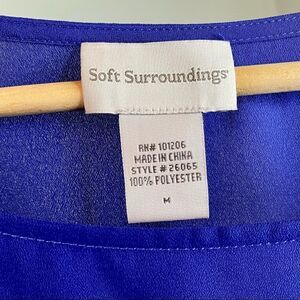 Soft Surroundings®
RN# 101206
MADE IN CHINA
STYLE # 26065
100% POLYESTER
M